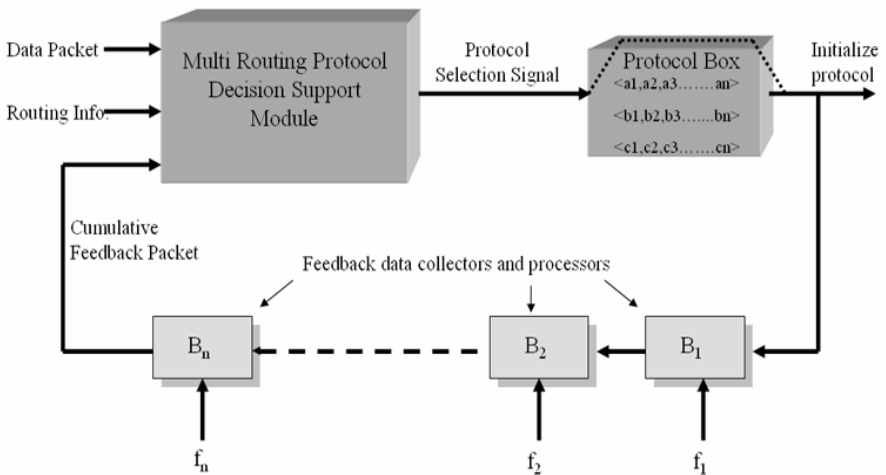 Data Packet
Routing Info.
Multi Routing Protocol
Decision Support
Module
Protocol
Selection Signal
Protocol Box
<a1,a2,a3.......an>
<b1,b2,b3.......bn>
<c1,c2,c3.......cn>
Initialize
protocol
Cumulative
Feedback Packet
Feedback data collectors and processors
Bn
B2
B1
fn
f2
f1